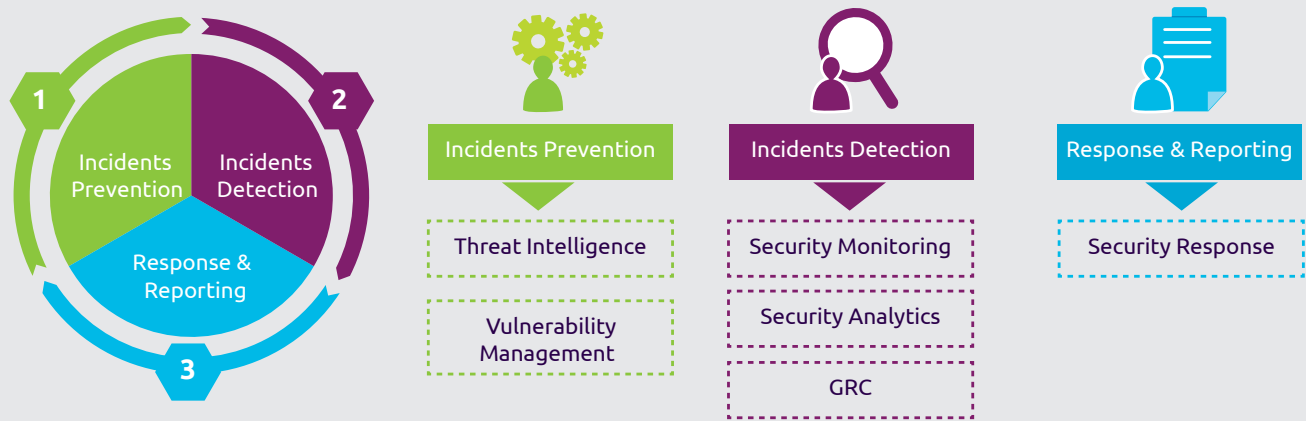 1
2
Incidents
Prevention
Incidents
Detection
Response &
Reporting
3
Incidents Prevention
Threat Intelligence
Vulnerability
Management
Incidents Detection
Security Monitoring
Security Analytics
GRC
Response & Reporting
Security Response